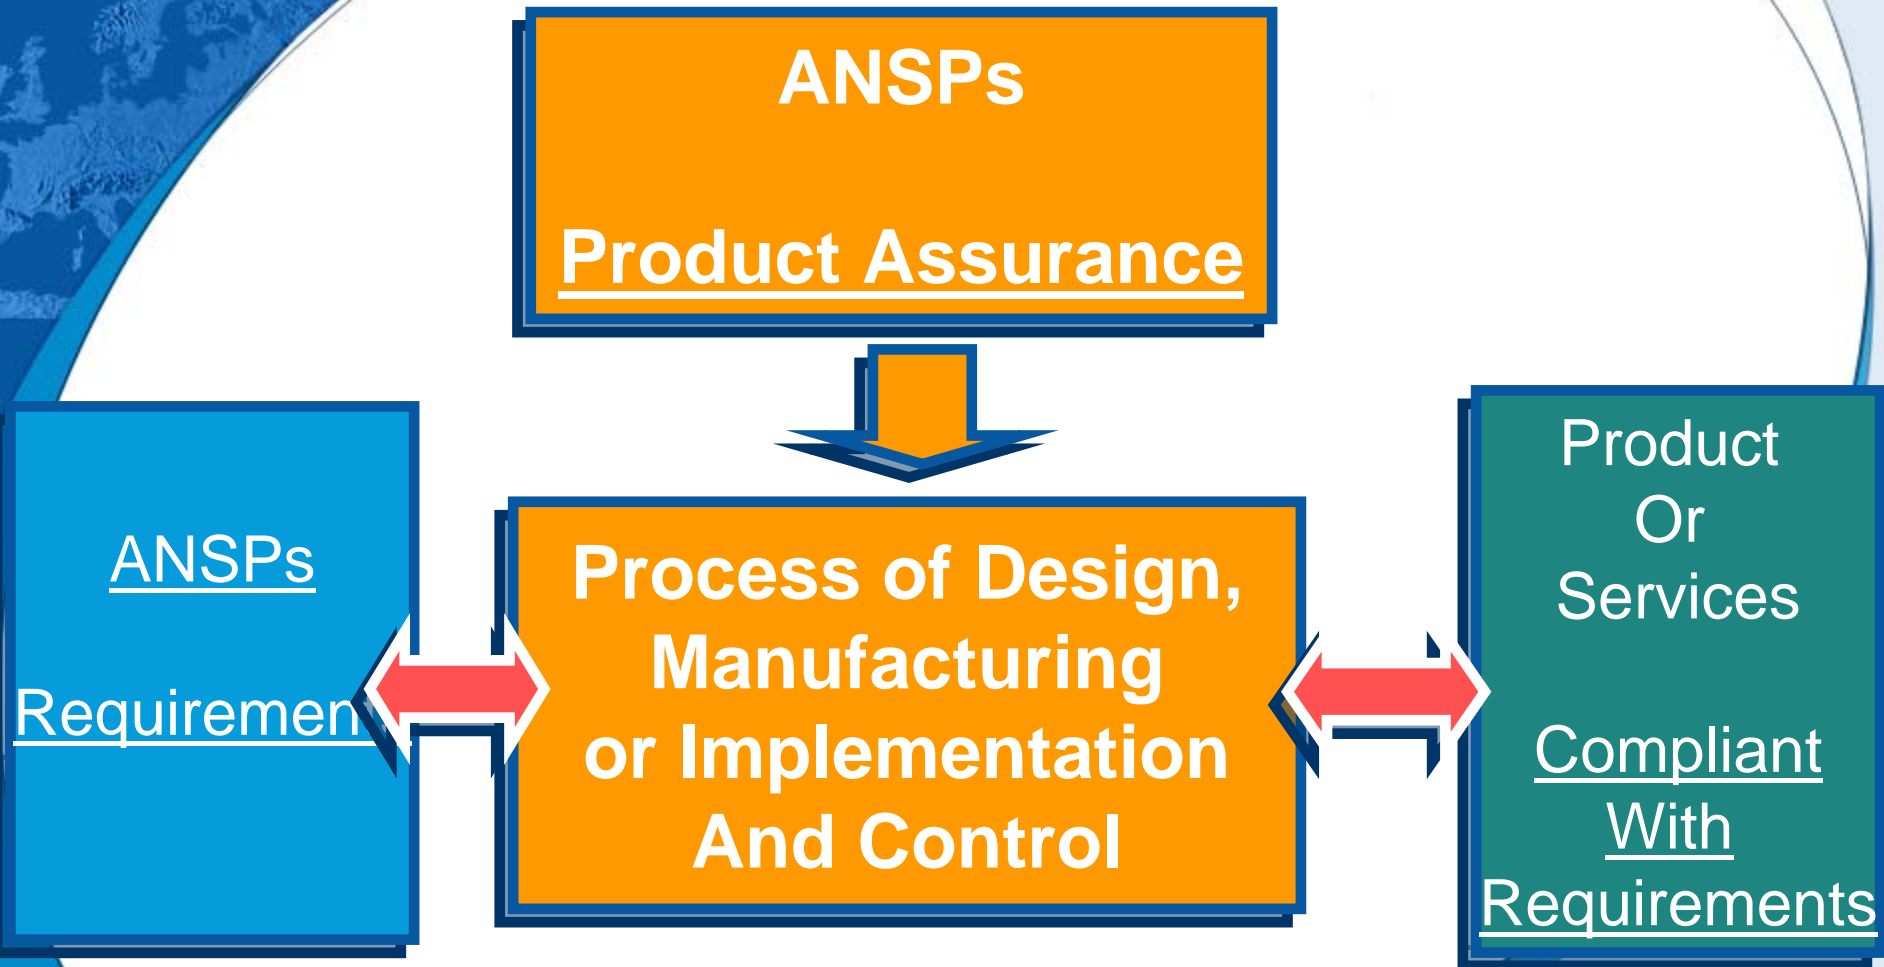 ANSPs
Product Assurance
ANSPs
Process of Design,
Manufacturing
or Implementation
And Control
Product
Or
Services
Compliant
With
Requirements